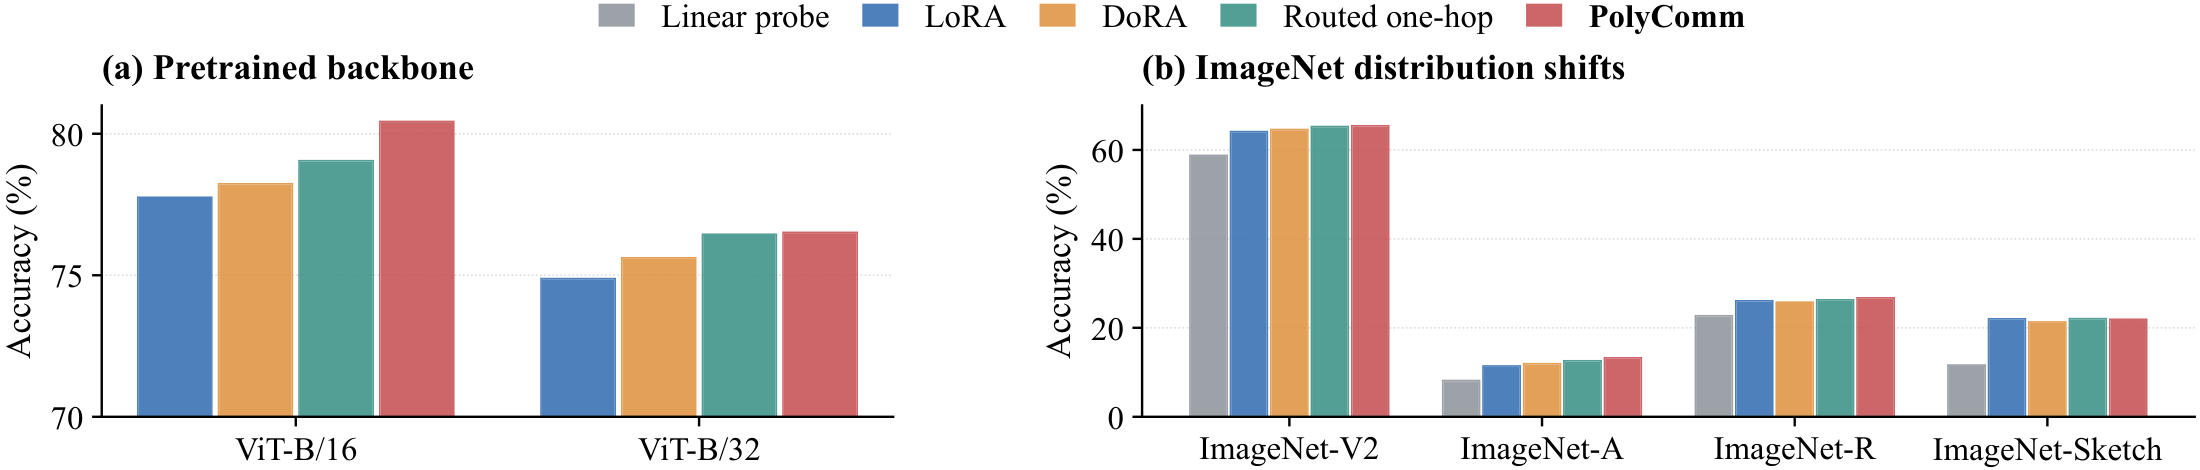 Linear probe LoRA DoRA Routed one-hop PolyComm
(a) Pretrained backbone
Accuracy (%)
80
75
70
ViT-B/16 ViT-B/32
(b) ImageNet distribution shifts
Accuracy (%)
60
40
20
0
ImageNet-V2 ImageNet-A ImageNet-R ImageNet-Sketch